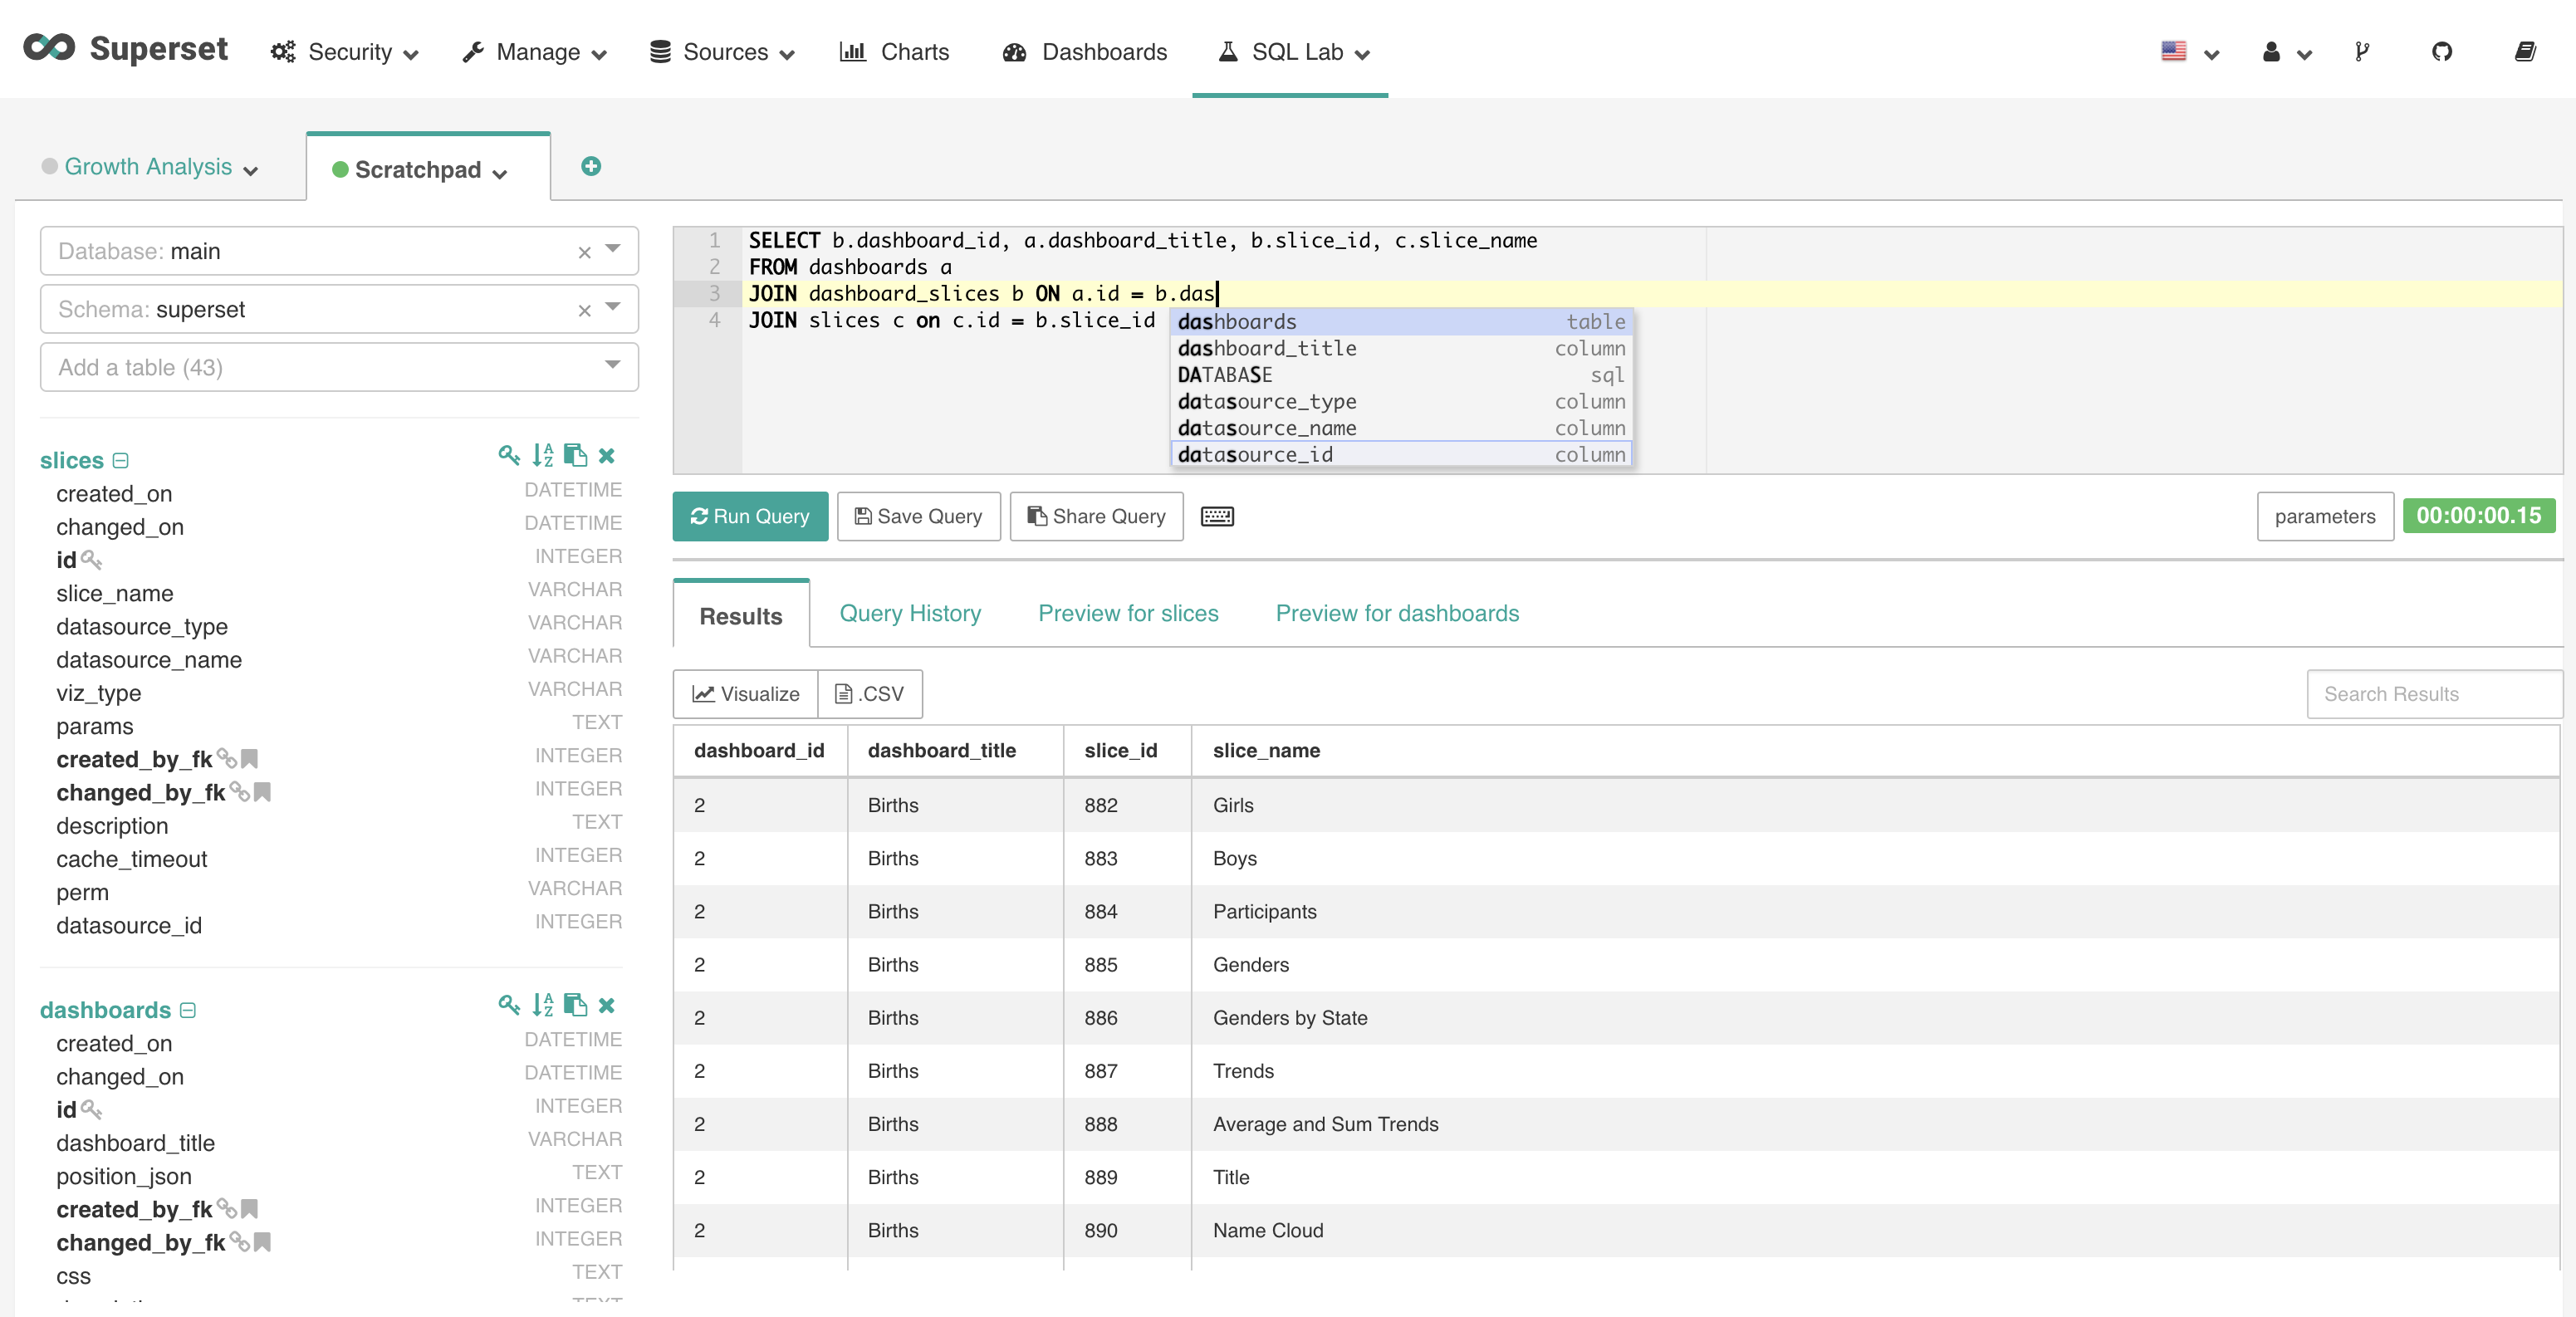 Superset Security Manage Sources Charts Dashboards SQL Lab
Growth Analysis Scratchpad
Database: main
Schema: superset
Add a table (43)
slices
created_on DATETIME
changed_on DATETIME
id INTEGER
slice_name VARCHAR
datasource_type VARCHAR
datasource_name VARCHAR
viz_type VARCHAR
params TEXT
created_by_fk INTEGER
changed_by_fk INTEGER
description TEXT
cache_timeout INTEGER
perm VARCHAR
datasource_id INTEGER
dashboards
created_on DATETIME
changed_on DATETIME
id INTEGER
dashboard_title VARCHAR
position_json TEXT
created_by_fk INTEGER
changed_by_fk INTEGER
css TEXT
1 SELECT b.dashboard_id, a.dashboard_title, b.slice_id, c.slice_name
2 FROM dashboards a
3 JOIN dashboard_slices b ON a.id = b.das
4 JOIN slices c on c.id = b.slice_id
dashboards table
dashboard_title column
DATABASE sql
datasource_type column
datasource_name column
datasource_id column
Run Query Save Query Share Query parameters 00:00:00.15
Results Query History Preview for slices Preview for dashboards
Visualize .CSV Search Results
dashboard_id dashboard_title slice_id slice_name
2 Births 882 Girls
2 Births 883 Boys
2 Births 884 Participants
2 Births 885 Genders
2 Births 886 Genders by State
2 Births 887 Trends
2 Births 888 Average and Sum Trends
2 Births 889 Title
2 Births 890 Name Cloud